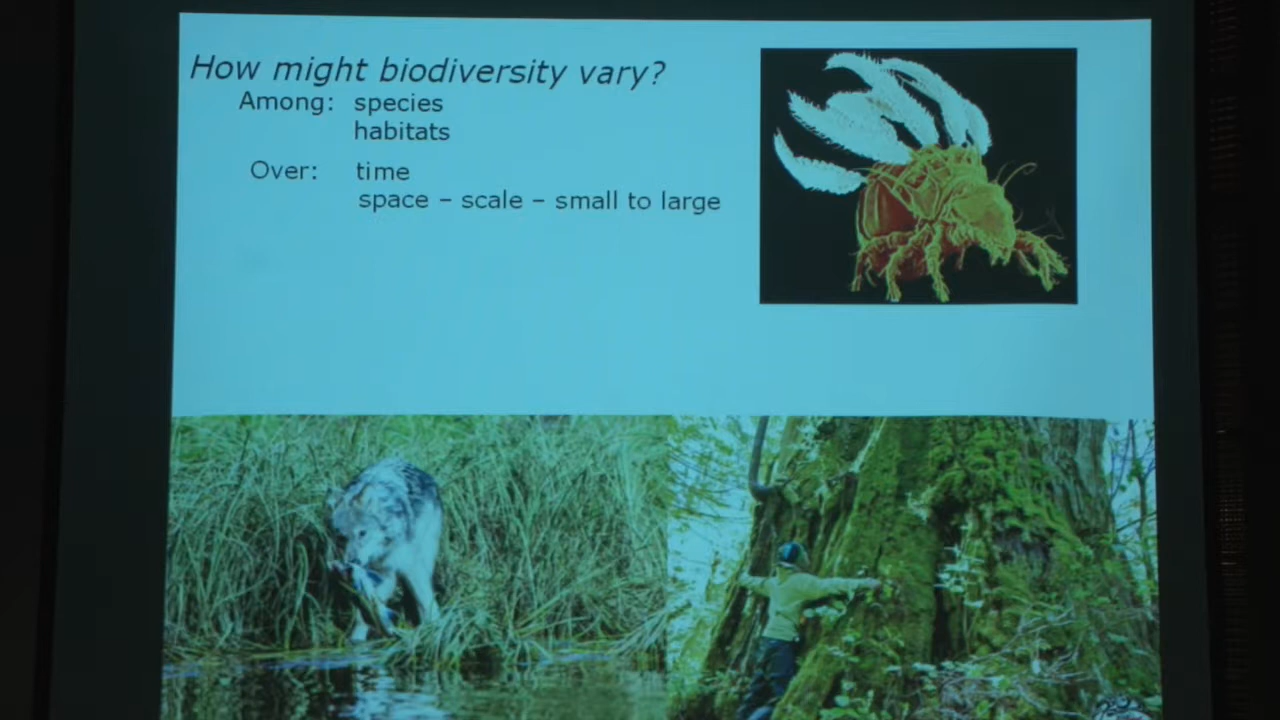 How might biodiversity vary?
Among: species
habitats
Over: time
space – scale – small to large